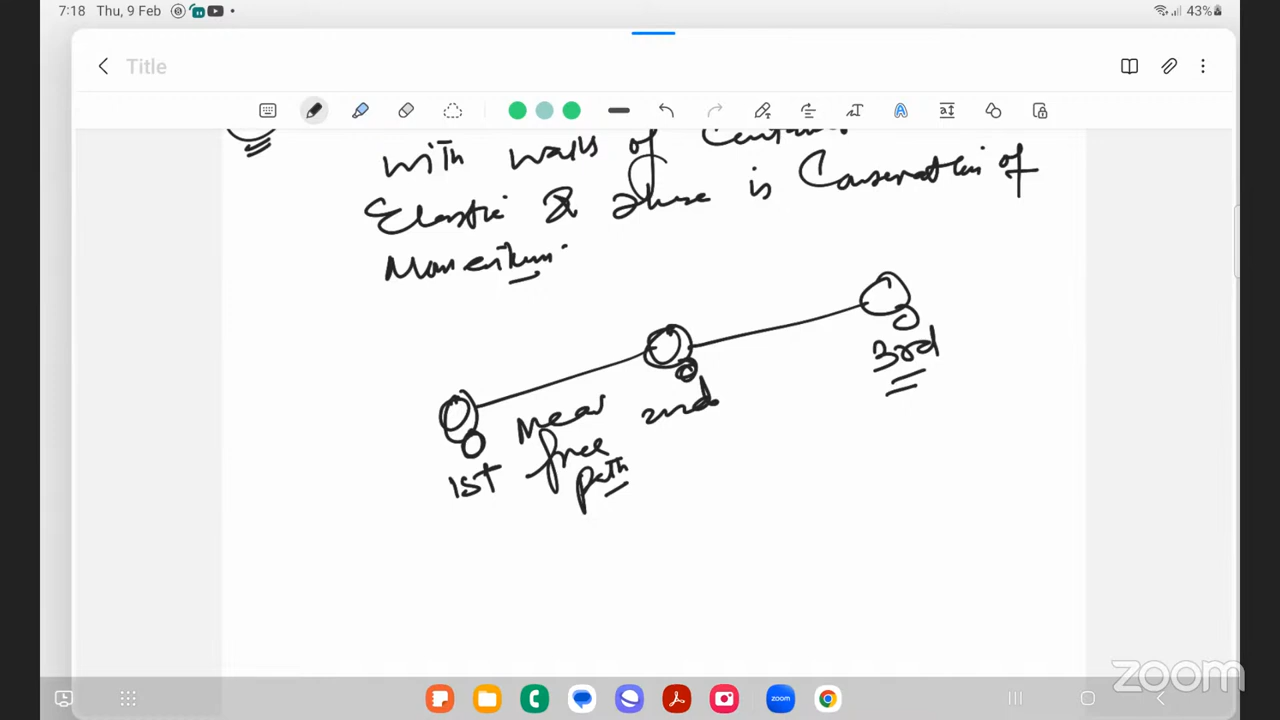 7:18 Thu, 9 Feb
43%
Title
with walls of
Elastic & there is Conservation of
Momentum
3rd
Mean 2nd
free
1st path
zoom
zoom